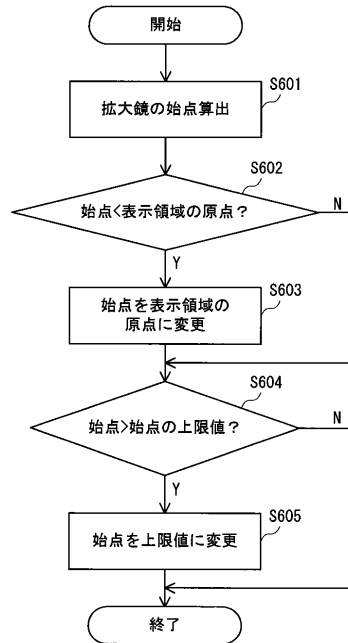 開始
S601
拡大鏡の始点算出
S602
始点<表示領域の原点?
N
Y
S603
始点を表示領域の
原点に変更
S604
始点>始点の上限値?
N
Y
S605
始点を上限値に変更
終了